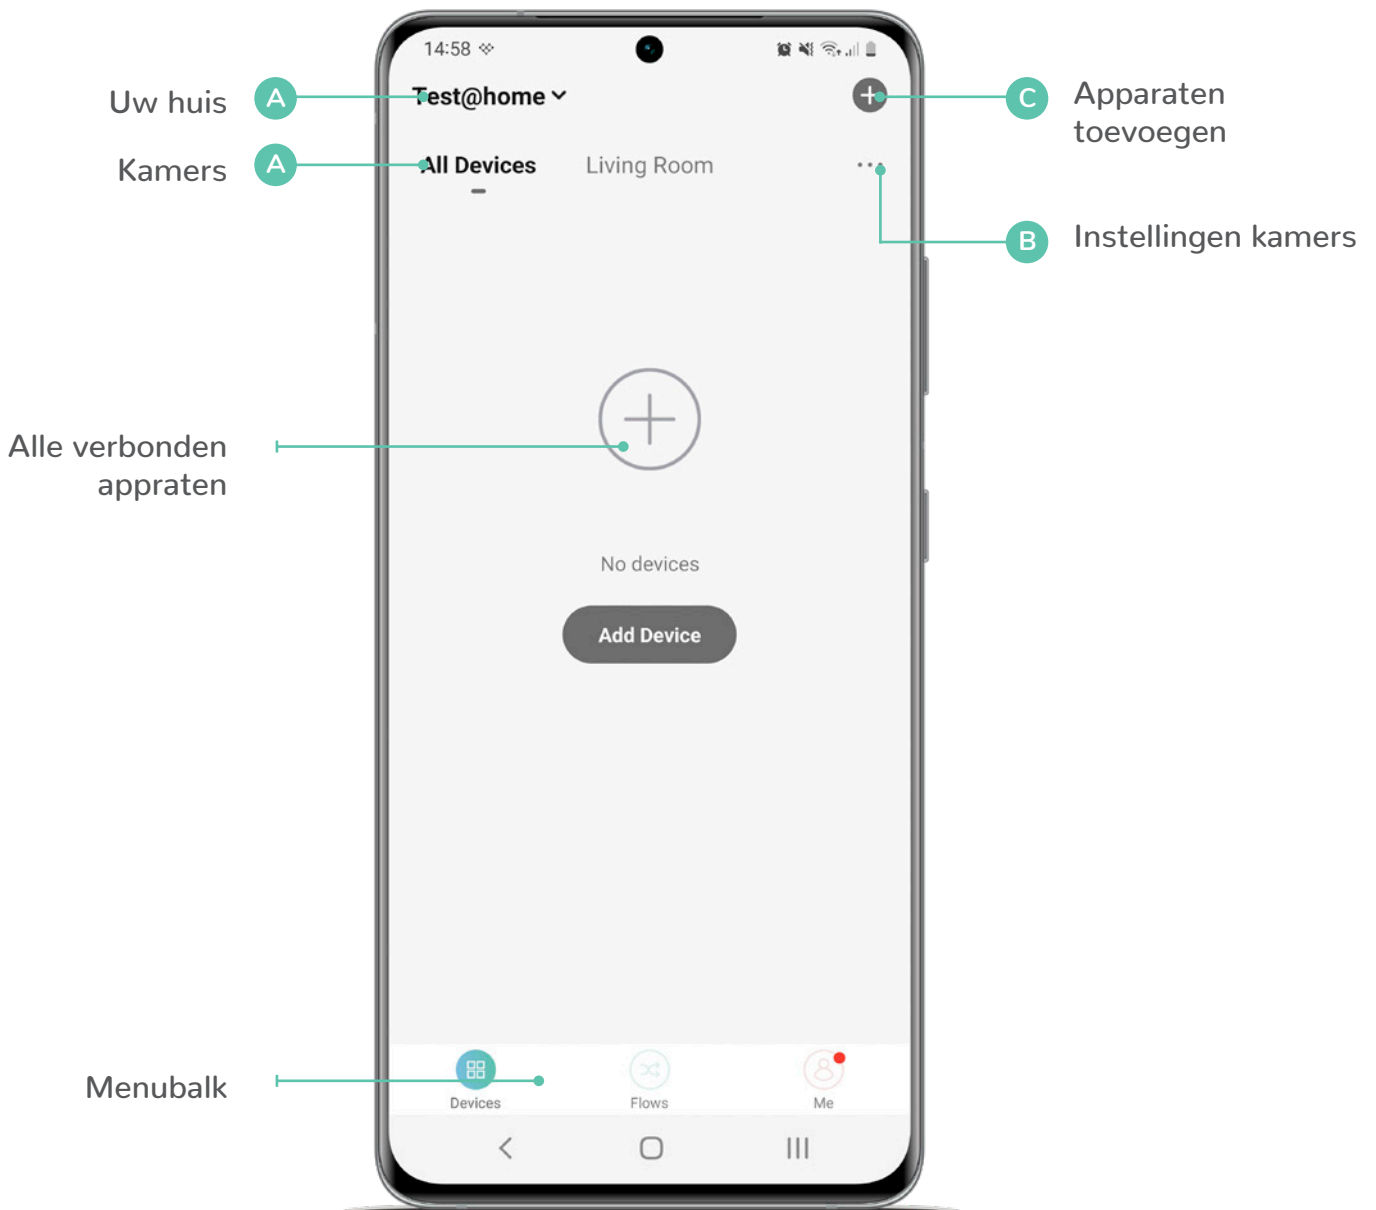 14:58
Uw huis
A
Test@home
C
Apparaten
toevoegen
Kamers
A
All Devices
Living Room
B
Instellingen kamers
Alle verbonden
appraten
No devices
Add Device
Menubalk
Devices
Flows
Me